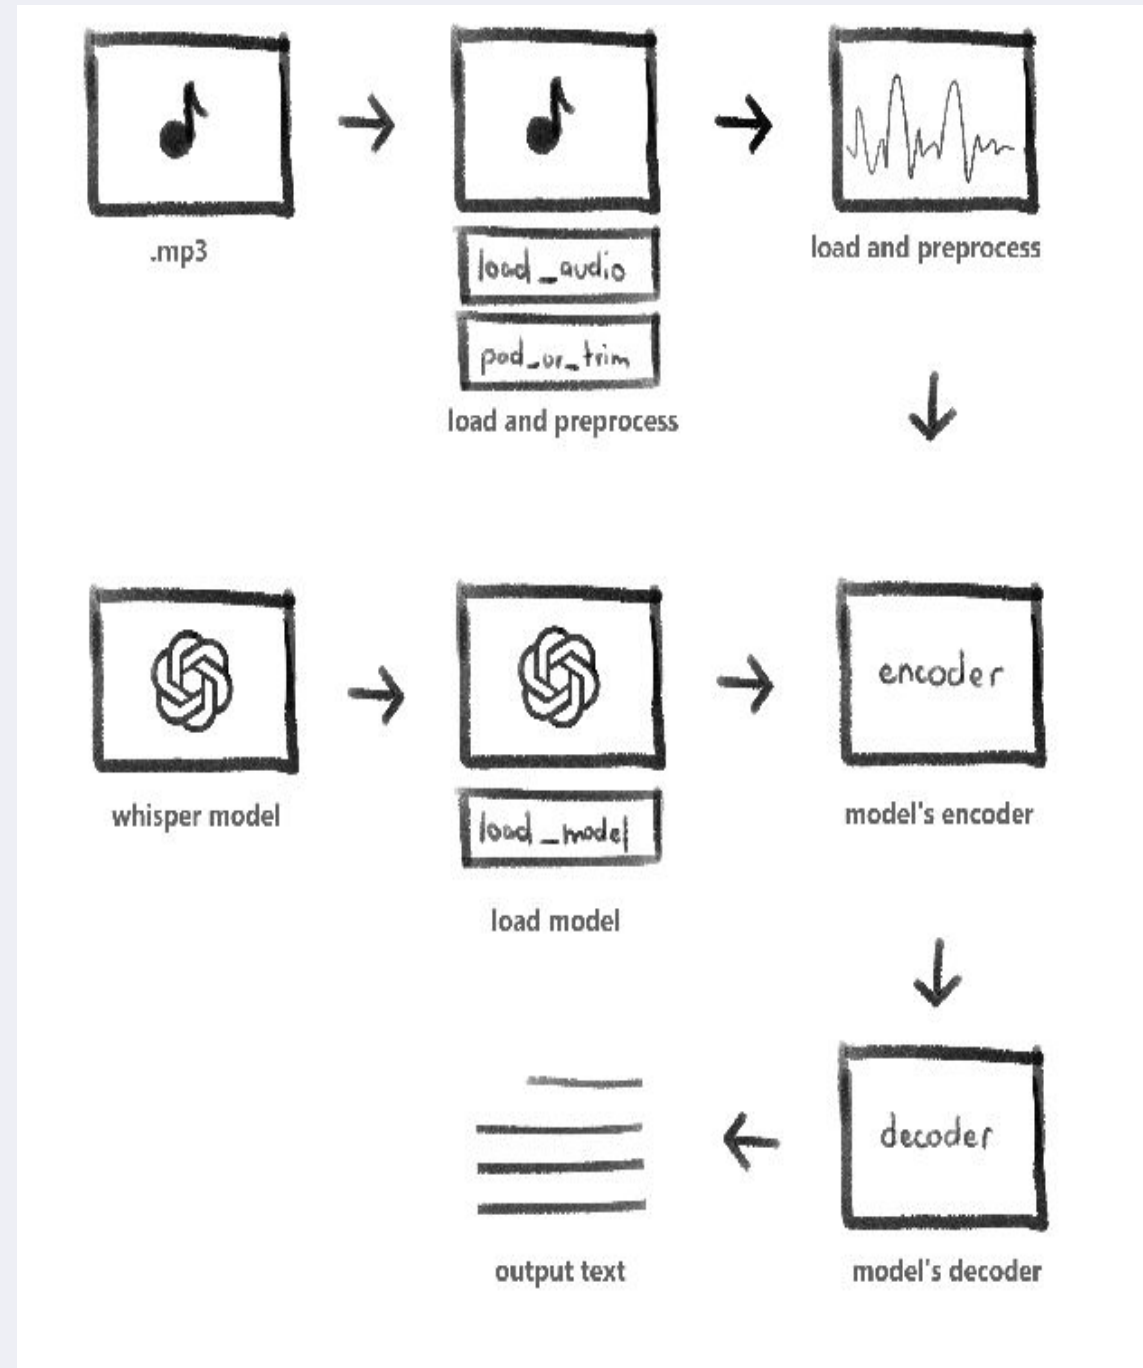 .mp3
load_audio
pad_or_trim
load and preprocess
load and preprocess
whisper model
load_model
load model
encoder
model's encoder
decoder
model's decoder
output text